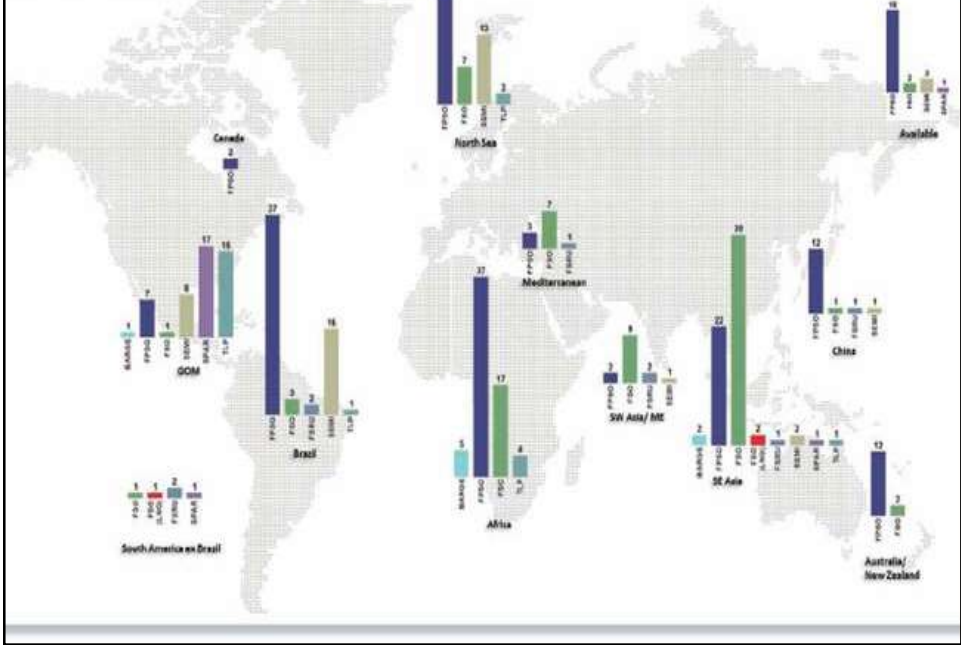 7 13 2
FPSO FSO SEMI TLP
North Sea
1
FPSO FSO SEMI SPAR
Available
Canada
2
FPSO
1 7 1 8 17 16
BARGE FPSO FSO SEMI SPAR TLP
GOM
37 3 2 16 1
FPSO FSO FSRU SEMI TLP
Brazil
3 7 1
FPSO FSO FSRU
Mediterranean
5 37 17 4
BARGE FPSO FSO TLP
Africa
2 9 2 1
FPSO FSO FSRU SEMI
SW Asia/ ME
2 22 39 2 1 2 1 1
BARGE FPSO FSO FSO (LNG) FSRU SEMI SPAR TLP
SE Asia
12 1 1 1
FPSO FSO FSRU SEMI
China
12 2
FPSO FSO
Australia/
New Zealand
1 1 2 1
FSO FSO (LNG) FSRU SPAR
South America ex Brazil